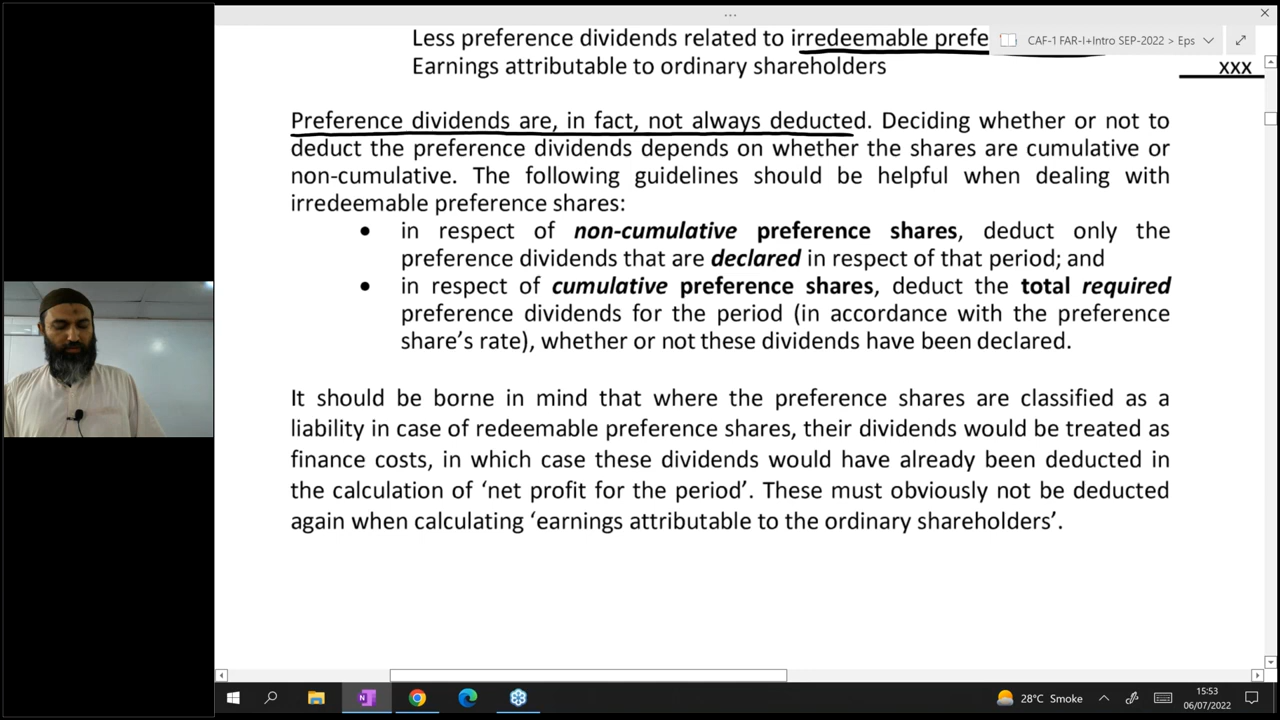 ...
Less preference dividends related to irredeemable prefe
CAF-1 FAR-I+Intro SEP-2022 > Eps
Earnings attributable to ordinary shareholders
XXX
Preference dividends are, in fact, not always deducted. Deciding whether or not to
deduct the preference dividends depends on whether the shares are cumulative or
non-cumulative. The following guidelines should be helpful when dealing with
irredeemable preference shares:
• in respect of non-cumulative preference shares, deduct only the
preference dividends that are declared in respect of that period; and
• in respect of cumulative preference shares, deduct the total required
preference dividends for the period (in accordance with the preference
share's rate), whether or not these dividends have been declared.
It should be borne in mind that where the preference shares are classified as a
liability in case of redeemable preference shares, their dividends would be treated as
finance costs, in which case these dividends would have already been deducted in
the calculation of 'net profit for the period'. These must obviously not be deducted
again when calculating 'earnings attributable to the ordinary shareholders'.
28°C Smoke
15:53
06/07/2022